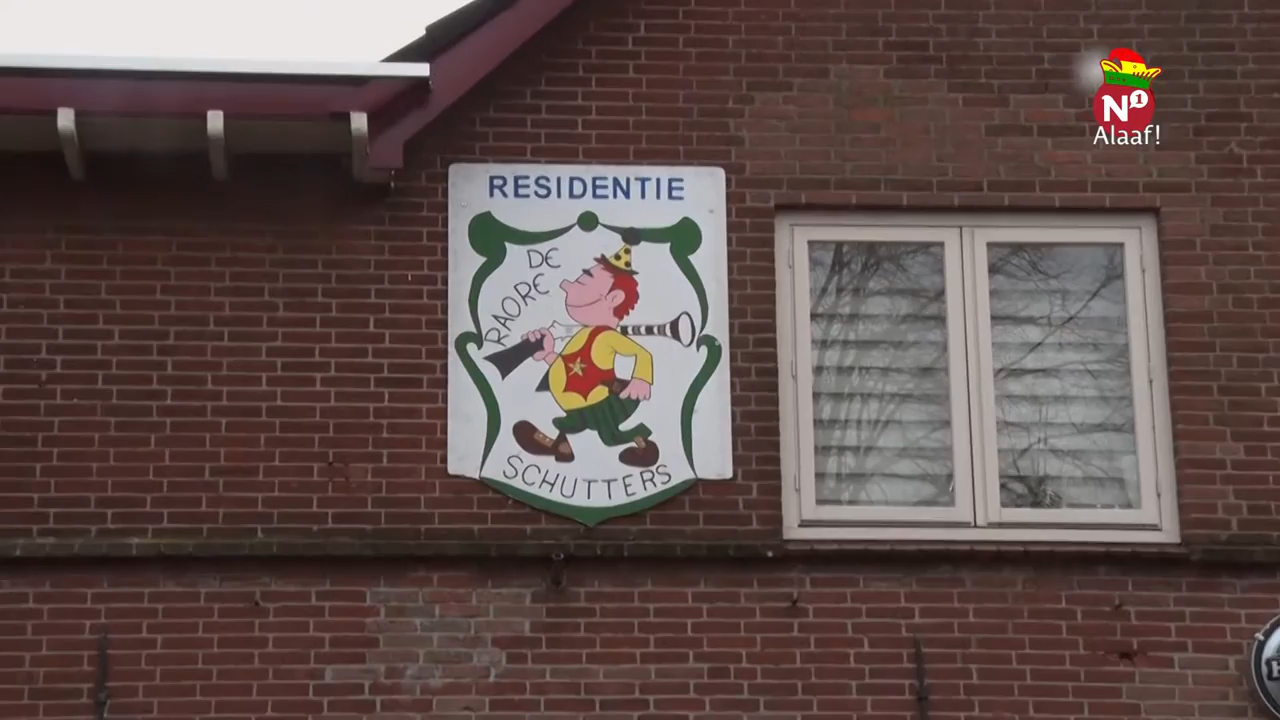 N1
Alaaf!
RESIDENTIE
DE
RAORE
SCHUTTERS